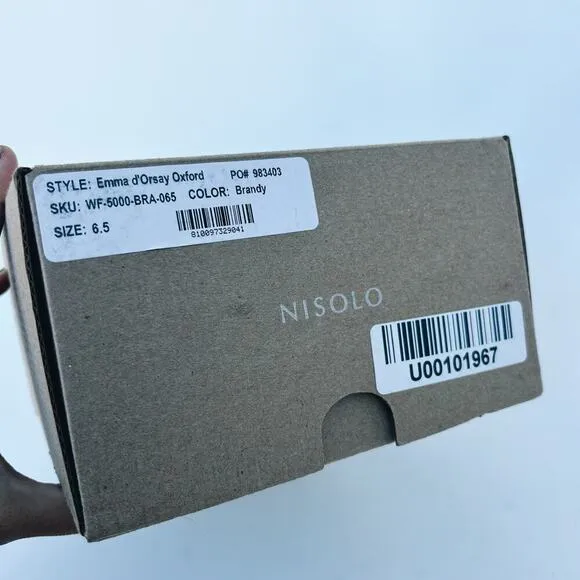 STYLE: Emma d'Orsay Oxford PO# 983403
SKU: WF-5000-BRA-065 COLOR: Brandy
SIZE: 6.5
810097329041
NISOLO
U00101967